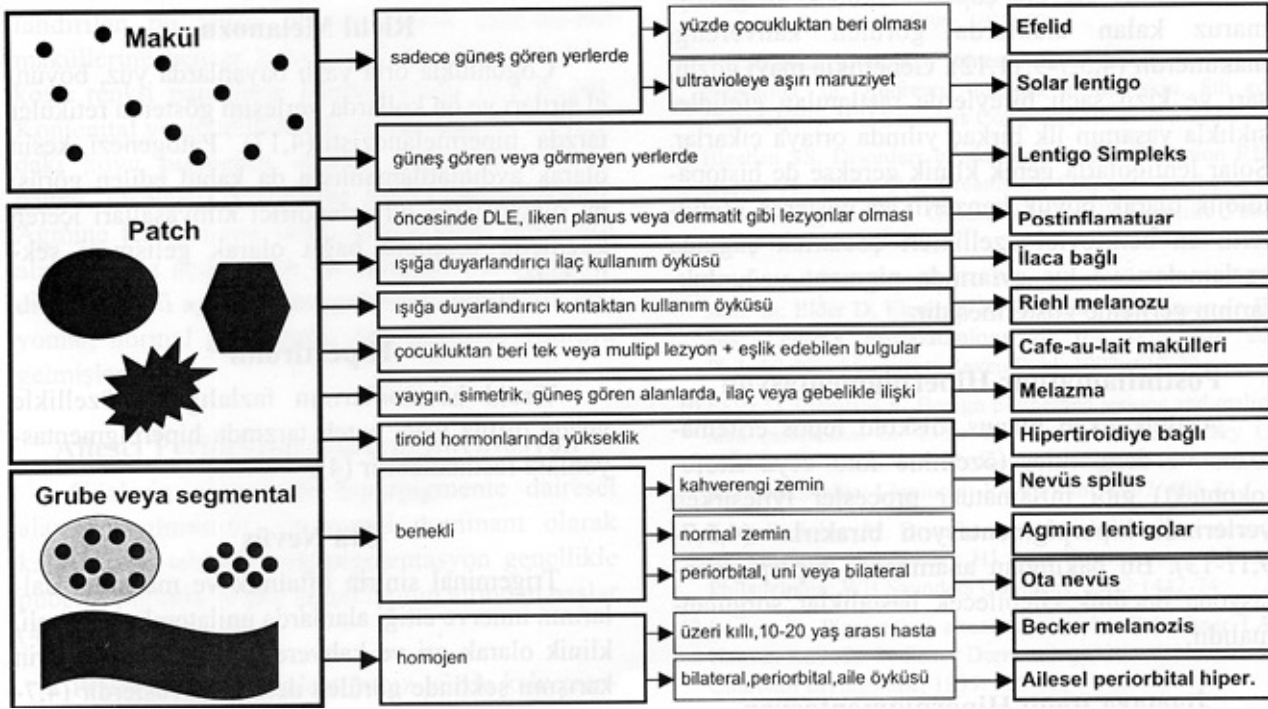 Makül
sadece güneş gören yerlerde
yüzde çocukluktan beri olması
Efelid
ultravioleye aşırı maruziyet
Solar lentigo
güneş gören veya görmeyen yerlerde
Lentigo Simpleks
Patch
öncesinde DLE, liken planus veya dermatit gibi lezyonlar olması
Postinflamatuar
ışığa duyarlandırıcı ilaç kullanım öyküsü
İlaca bağlı
ışığa duyarlandırıcı kontaktan kullanım öyküsü
Riehl melanozu
çocukluktan beri tek veya multipl lezyon , eşlik edebilen bulgular
Cafe-au-lait makülleri
yaygın, simetrik, güneş gören alanlarda, ilaç veya gebelikle ilişki
Melazma
tiroid hormonlarında yükseklik
Hipertiroidiye bağlı
Grube veya segmental
benekli
kahverengi zemin
Nevüs spilus
normal zemin
Agmine lentigolar
periorbital, uni veya bilateral
Ota nevüs
homojen
üzeri kıllı,10-20 yaş arası hasta
Becker melanozis
bilateral,periorbital,aile öyküsü
Ailesel periorbital hiper.